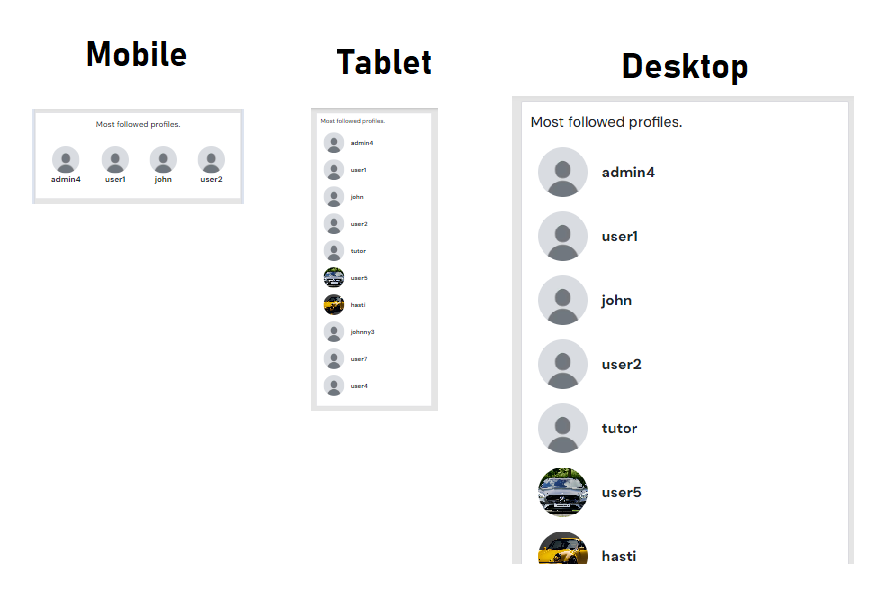 Mobile
Most followed profiles.
admin4 user1 john user2
Tablet
Most followed profiles.
admin4
user1
john
user2
tutor
user5
hasti
johnny3
user7
user4
Desktop
Most followed profiles.
admin4
user1
john
user2
tutor
user5
hasti